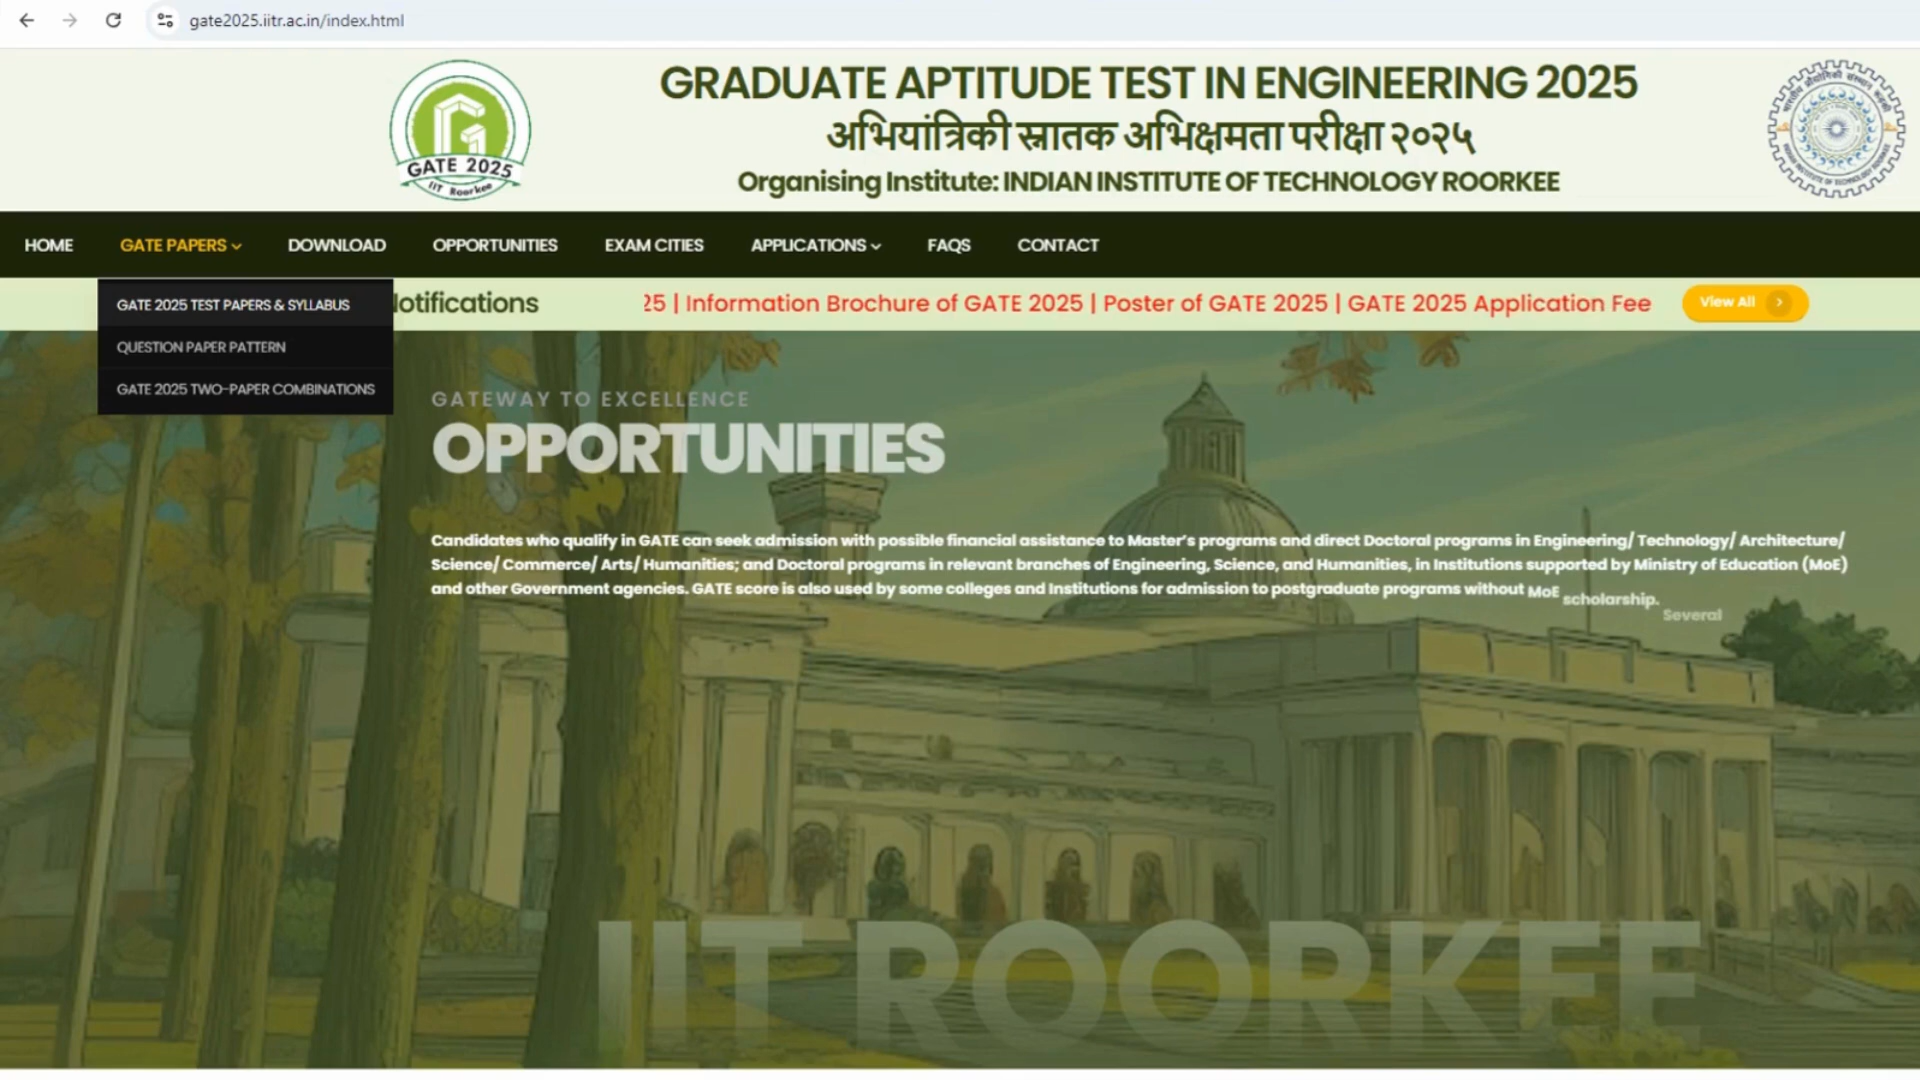 gate2025.iitr.ac.in/index.html
GATE 2025
IIT Roorkee
GRADUATE APTITUDE TEST IN ENGINEERING 2025
अभियांत्रिकी स्नातक अभिक्षमता परीक्षा २०२५
Organising Institute: INDIAN INSTITUTE OF TECHNOLOGY ROORKEE
HOME GATE PAPERS DOWNLOAD OPPORTUNITIES EXAM CITIES APPLICATIONS FAQS CONTACT
GATE 2025 TEST PAPERS & SYLLABUS
QUESTION PAPER PATTERN
GATE 2025 TWO-PAPER COMBINATIONS
otifications
25 | Information Brochure of GATE 2025 | Poster of GATE 2025 | GATE 2025 Application Fee
View All
GATEWAY TO EXCELLENCE
OPPORTUNITIES
Candidates who qualify in GATE can seek admission with possible financial assistance to Master's programs and direct Doctoral programs in Engineering/ Technology/ Architecture/
Science/ Commerce/ Arts/ Humanities; and Doctoral programs in relevant branches of Engineering, Science, and Humanities, in Institutions supported by Ministry of Education (MoE)
and other Government agencies. GATE score is also used by some colleges and Institutions for admission to postgraduate programs without MoE scholarship. Several
IIT ROORKEE